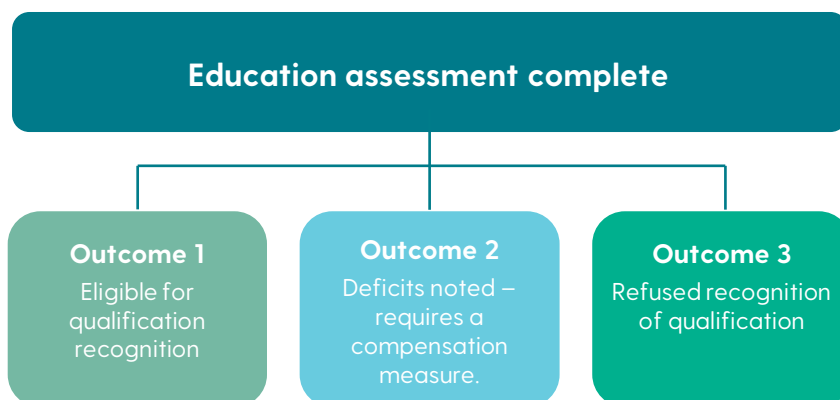 Education assessment complete
Outcome 1
Eligible for
qualification
recognition
Outcome 2
Deficits noted –
requires a
compensation
measure.
Outcome 3
Refused recognition
of qualification